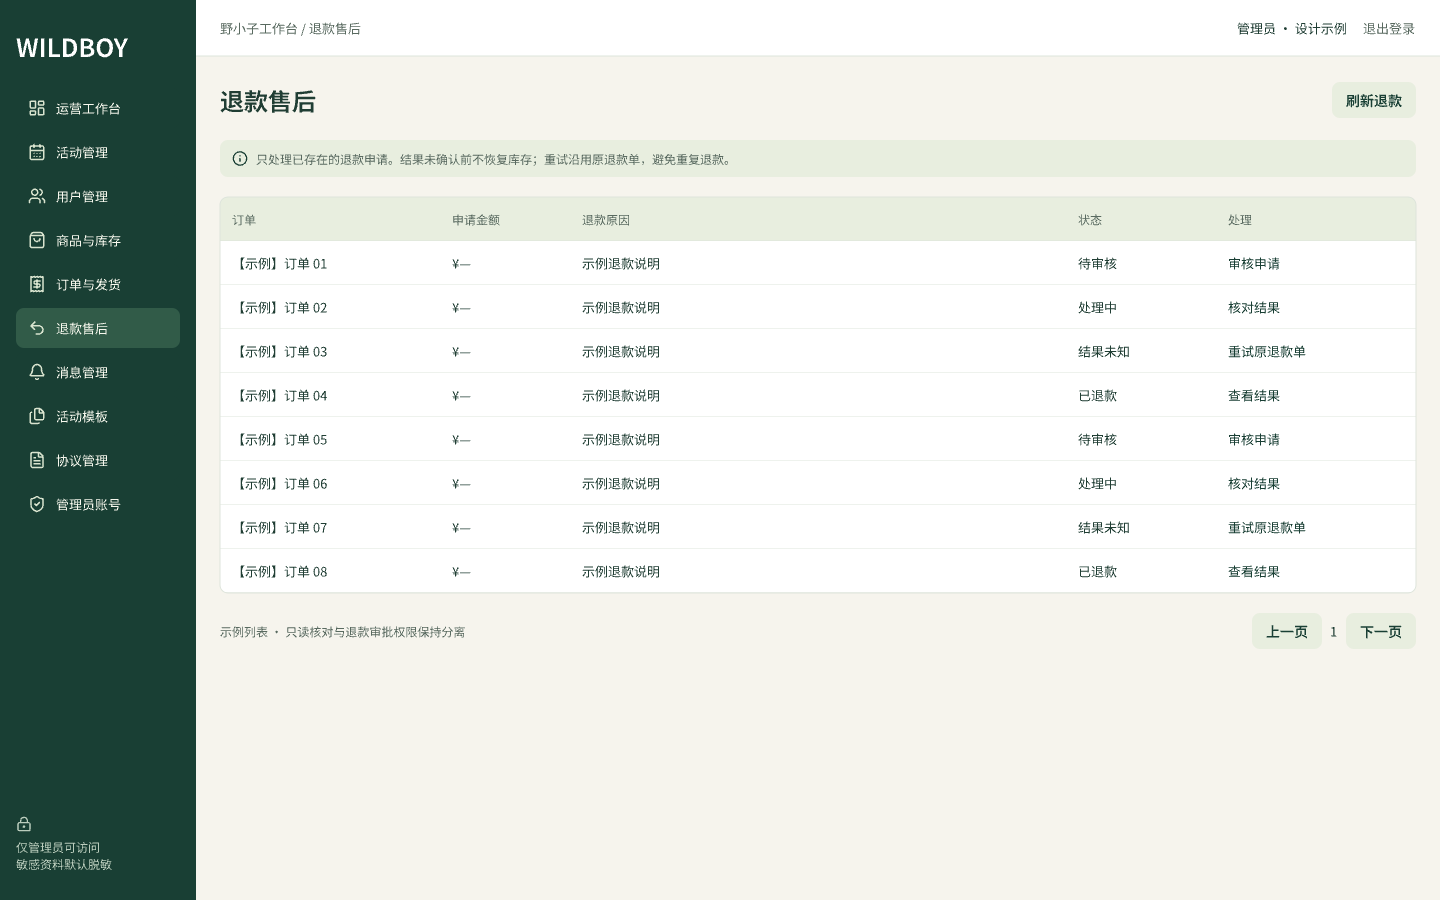 WILDBOY
运营工作台
活动管理
用户管理
商品与库存
订单与发货
退款售后
消息管理
活动模板
协议管理
管理员账号
仅管理员可访问
敏感资料默认脱敏
野小子工作台 / 退款售后
管理员 · 设计示例 退出登录
退款售后
刷新退款
只处理已存在的退款申请。结果未确认前不恢复库存；重试沿用原退款单，避免重复退款。
订单 申请金额 退款原因 状态 处理
【示例】订单 01 ¥— 示例退款说明 待审核 审核申请
【示例】订单 02 ¥— 示例退款说明 处理中 核对结果
【示例】订单 03 ¥— 示例退款说明 结果未知 重试原退款单
【示例】订单 04 ¥— 示例退款说明 已退款 查看结果
【示例】订单 05 ¥— 示例退款说明 待审核 审核申请
【示例】订单 06 ¥— 示例退款说明 处理中 核对结果
【示例】订单 07 ¥— 示例退款说明 结果未知 重试原退款单
【示例】订单 08 ¥— 示例退款说明 已退款 查看结果
示例列表 · 只读核对与退款审批权限保持分离
上一页 1 下一页